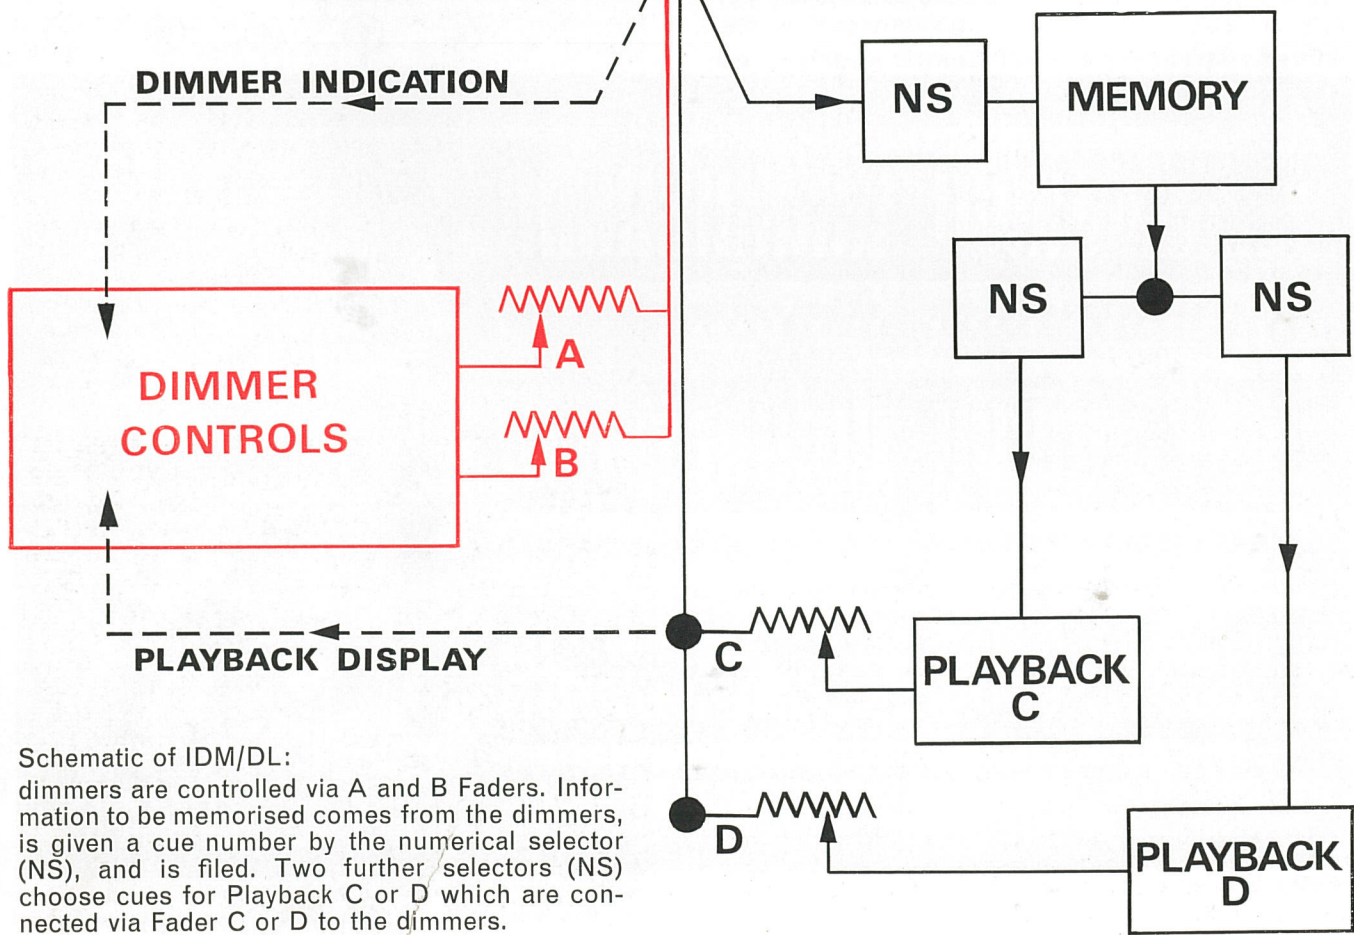 DIMMER INDICATION
NS
MEMORY
NS
NS
A
DIMMER
CONTROLS
B
PLAYBACK DISPLAY
C
PLAYBACK
C
D
PLAYBACK
D
Schematic of IDM/DL:
dimmers are controlled via A and B Faders. Infor-
mation to be memorised comes from the dimmers,
is given a cue number by the numerical selector
(NS), and is filed. Two further selectors (NS)
choose cues for Playback C or D which are con-
nected via Fader C or D to the dimmers.